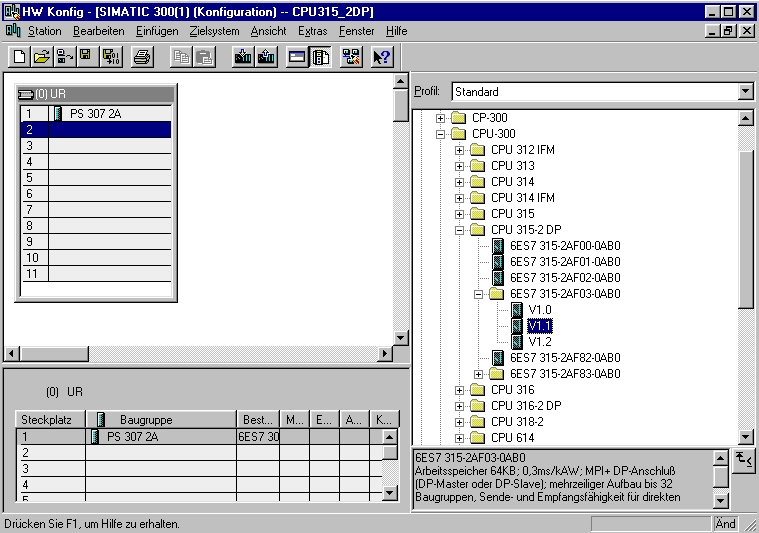 HW Konfig - [SIMATIC 300(1) (Konfiguration) -- CPU315_2DP]
Station Bearbeiten Einfügen Zielsystem Ansicht Extras Fenster Hilfe
(0) UR
1 PS 307 2A
2
3
4
5
6
7
8
9
10
11
Profil: Standard
CP-300
CPU-300
CPU 312 IFM
CPU 313
CPU 314
CPU 314 IFM
CPU 315
CPU 315-2 DP
6ES7 315-2AF00-0AB0
6ES7 315-2AF01-0AB0
6ES7 315-2AF02-0AB0
6ES7 315-2AF03-0AB0
V1.0
V1.1
V1.2
6ES7 315-2AF82-0AB0
6ES7 315-2AF83-0AB0
CPU 316
CPU 316-2 DP
CPU 318-2
CPU 614
(0) UR
Steckplatz Baugruppe Best... M... E... A... K...
1 PS 307 2A 6ES7 30
2
3
4
5
6ES7 315-2AF03-0AB0
Arbeitsspeicher 64KB; 0,3ms/kAW; MPI+ DP-Anschluß
(DP-Master oder DP-Slave); mehrzeiliger Aufbau bis 32
Baugruppen, Sende- und Empfangsfähigkeit für direkten
Drücken Sie F1, um Hilfe zu erhalten.
Änd